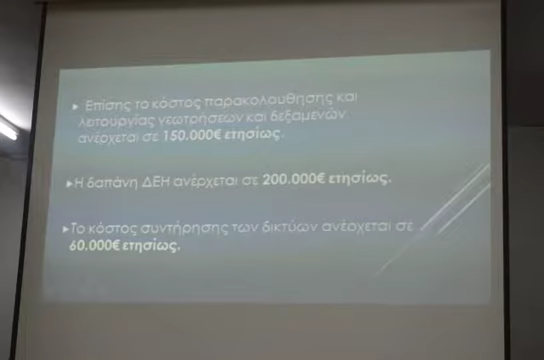 ▸ Επίσης το κόστος παρακολουθησης και
λειτουργίας γεωτρήσεων και δεξαμενών
ανέρχεται σε 150.000€ ετησίως.
▸Η δαπάνη ΔΕΗ ανέρχεται σε 200.000€ ετησίως.
▸Το κόστος συντήρησης των δικτύων ανέρχεται σε
60.000€ ετησίως.